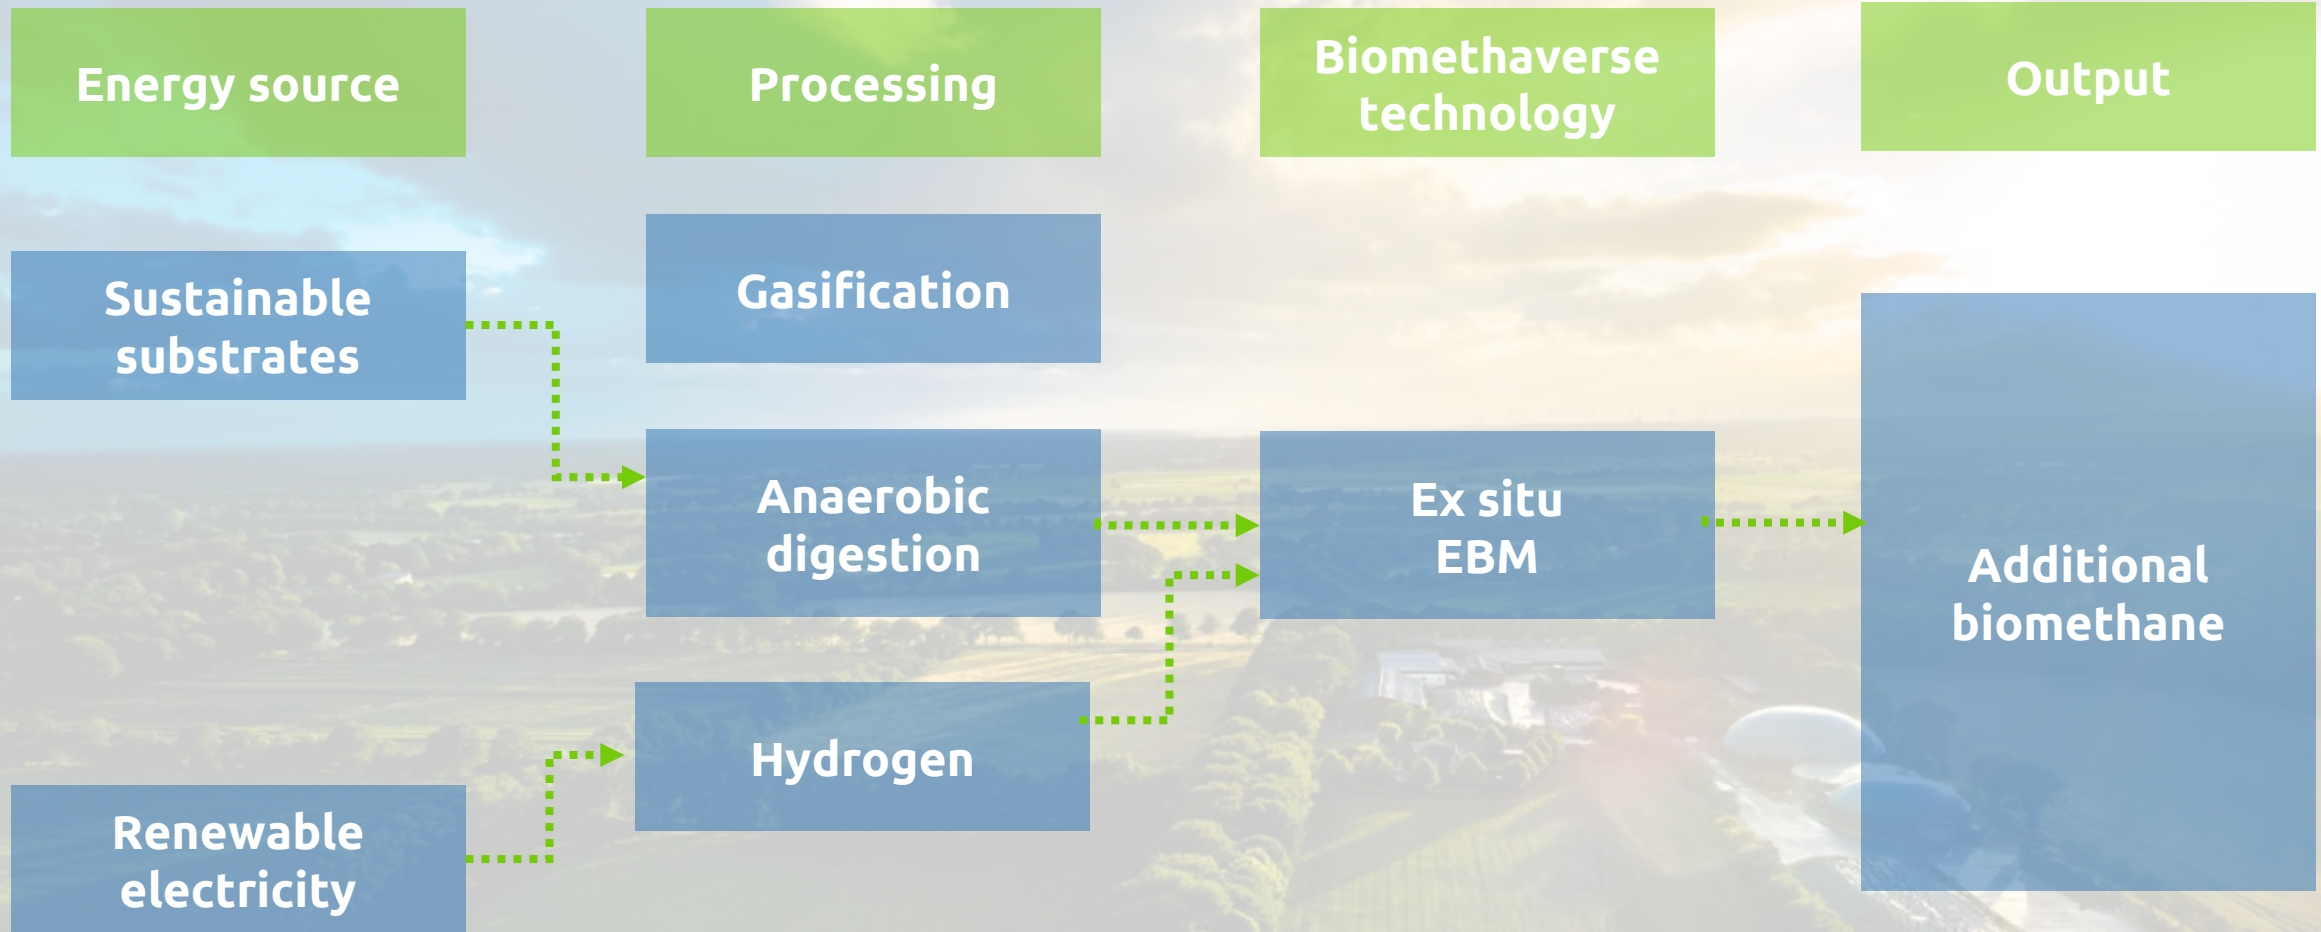 Energy source
Processing
Biomethaverse
technology
Output
Sustainable
substrates
Gasification
Anaerobic
digestion
Ex situ
EBM
Additional
biomethane
Hydrogen
Renewable
electricity